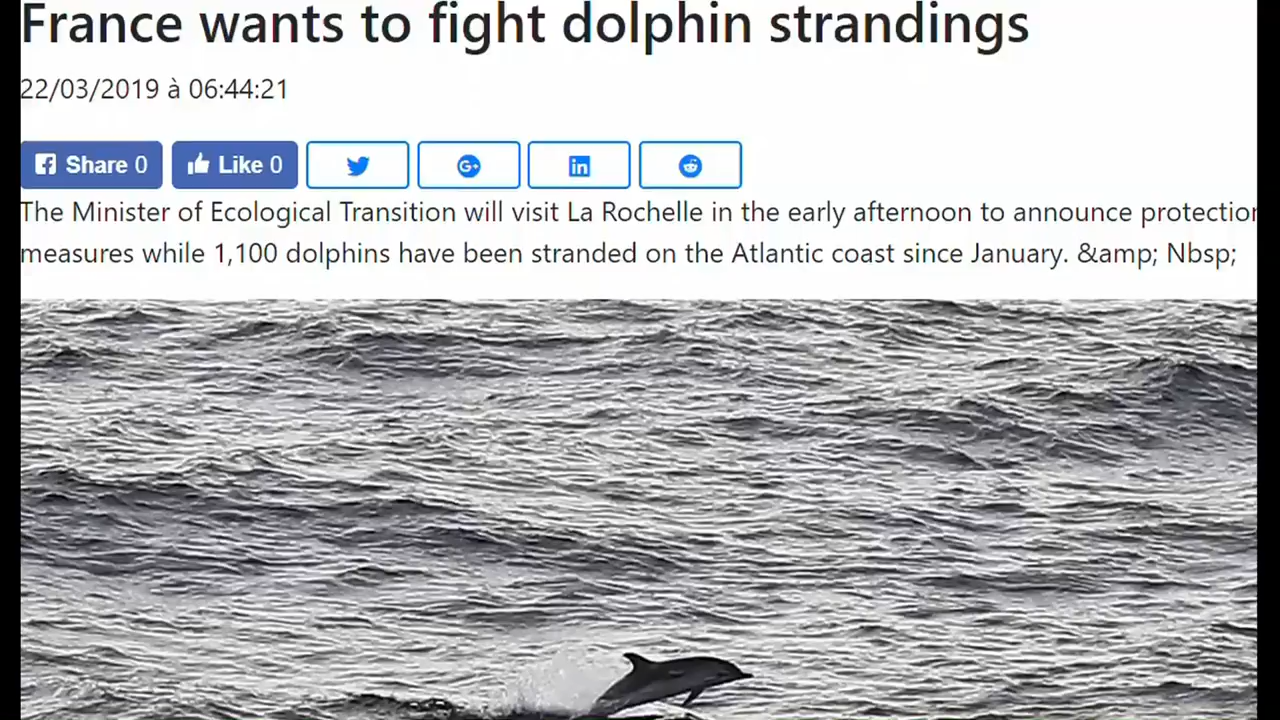 France wants to fight dolphin strandings
22/03/2019 à 06:44:21
Share 0 Like 0
The Minister of Ecological Transition will visit La Rochelle in the early afternoon to announce protection
measures while 1,100 dolphins have been stranded on the Atlantic coast since January. &amp; Nbsp;